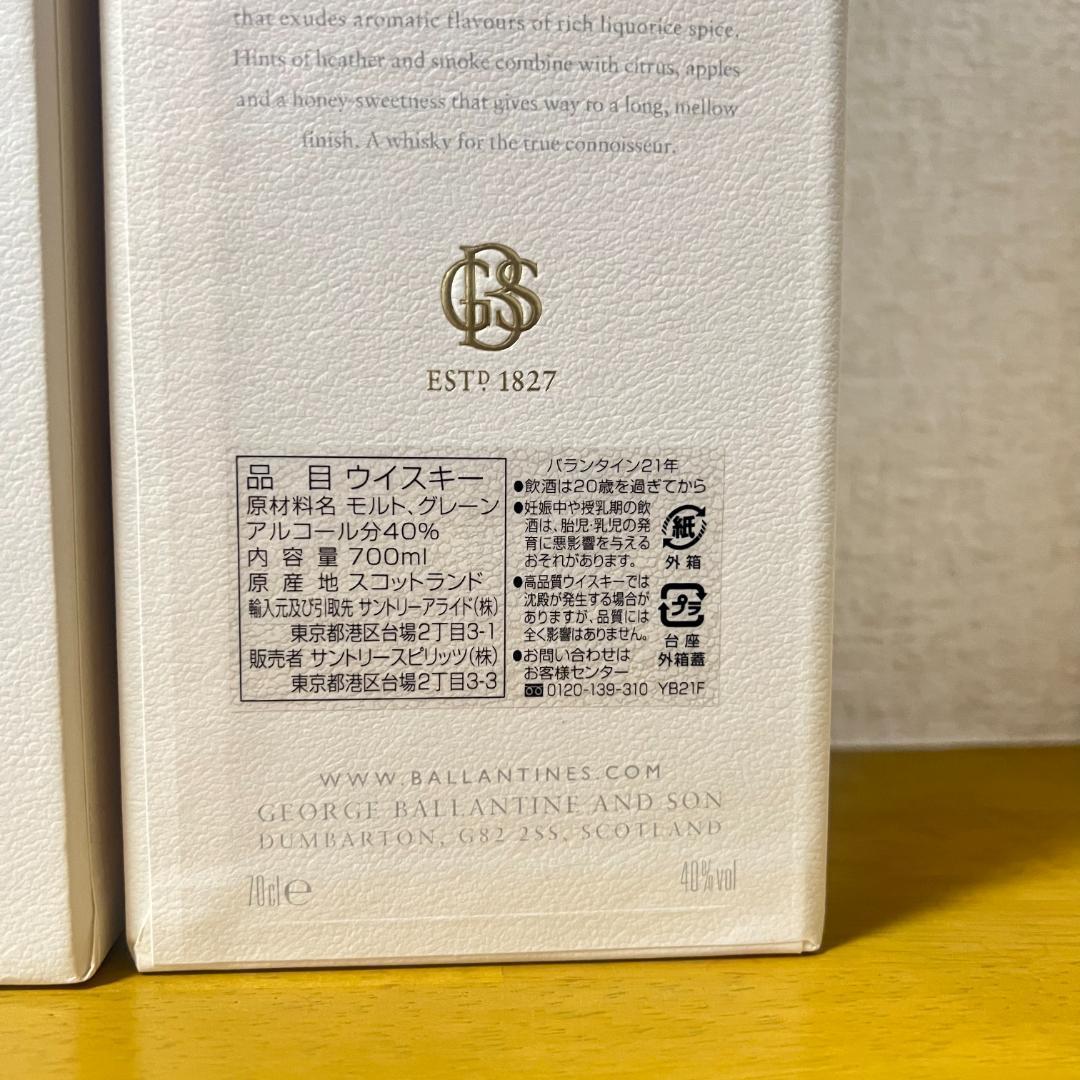 that exudes aromatic flavours of rich liquorice spice.
Hints of heather and smoke combine with citrus, apples
and a honey sweetness that gives way to a long, mellow
finish. A whisky for the true connoisseur.
GBS
ESTD. 1827
品 目 ウイスキー
原材料名 モルト、グレーン
アルコール分40%
内 容 量 700ml
原 産 地 スコットランド
輸入元及び引取先 サントリーアライド(株)
東京都港区台場2丁目3-1
販売者 サントリースピリッツ(株)
東京都港区台場2丁目3-3
バランタイン21年
●飲酒は20歳を過ぎてから
●妊娠中や授乳期の飲
酒は、胎児・乳児の発
育に悪影響を与える
おそれがあります。
●高品質ウイスキーでは
沈殿が発生する場合が
ありますが、品質には
全く影響はありません。
●お問い合わせは
お客様センター
0120-139-310 YB21F
紙
外箱
プラ
台座
外箱蓋
WWW.BALLANTINES.COM
GEORGE BALLANTINE AND SON
DUMBARTON, G82 2SS, SCOTLAND
70cl e
40%vol